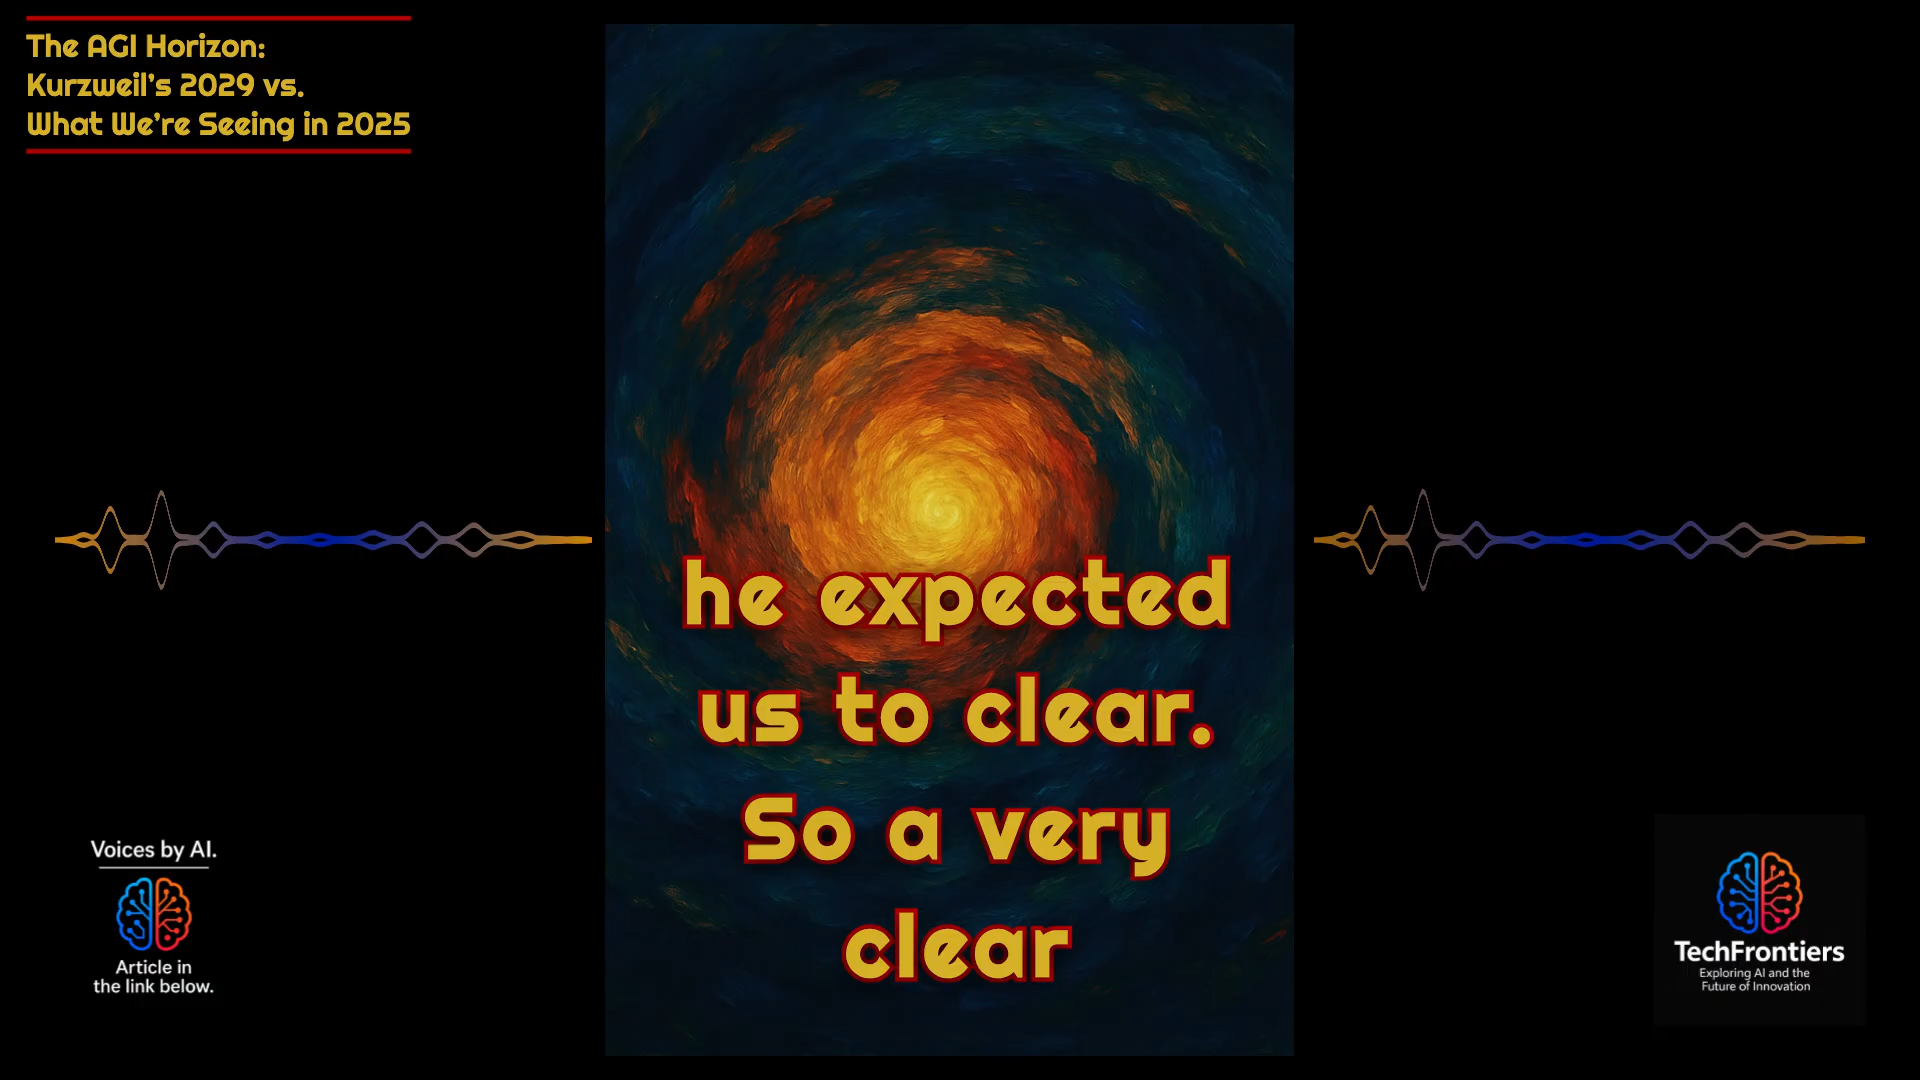 The AGI Horizon:
Kurzweil's 2029 vs.
What We're Seeing in 2025
he expected
us to clear.
So a very
clear
Voices by AI.
Article in
the link below.
TechFrontiers
Exploring AI and the
Future of Innovation